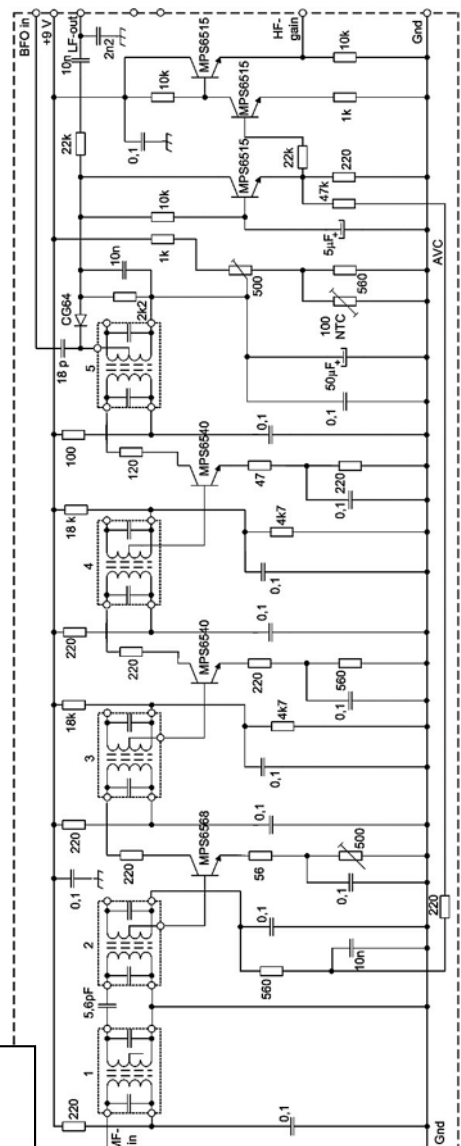 BFO in
+9 V
LF-out
HF-
gain
Gnd
10n
2n2
MPS6515
10k
10k
MPS6515
1k
0,1
22k
MPS6515
22k
220
47k
10k
5µF
+
AVC
1k
10n
500
560
100
NTC
CG64
2k2
18 p
5
50µF
+
0,1
100
120
0,1
MPS6540
47
220
0,1
18 k
4
4k7
0,1
220
220
0,1
MPS6540
220
560
0,1
18k
3
4k7
0,1
220
220
0,1
MPS6568
56
500
0,1
0,1
2
0,1
220
560
10n
5,6pF
1
220
MF-
in
0,1
Gnd